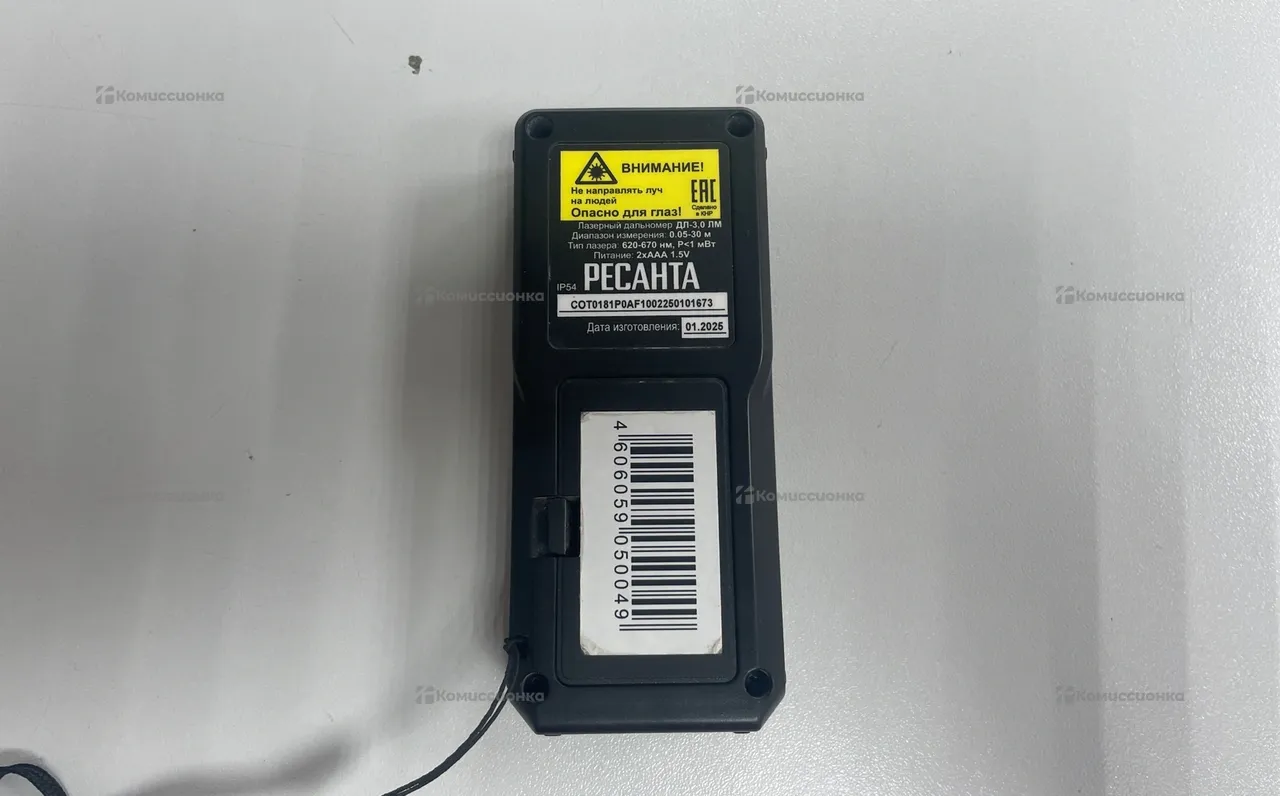 Комиссионка
Комиссионка
ВНИМАНИЕ!
Не направлять луч
на людей
Опасно для глаз!
EAC
Сделано
в КНР
Лазерный дальномер ДЛ-3.0 ЛМ
Диапазон измерения: 0.05-30 м
Тип лазера: 620-670 нм, P<1 мВт
Питание: 2xAAA 1.5V
IP54 РЕСАНТА
COT0181P0AF1002250101673
Дата изготовления: 01.2025
Комиссионка
Комиссионка
4 606059 050049
Комиссионка
Комиссионка
Комиссионка